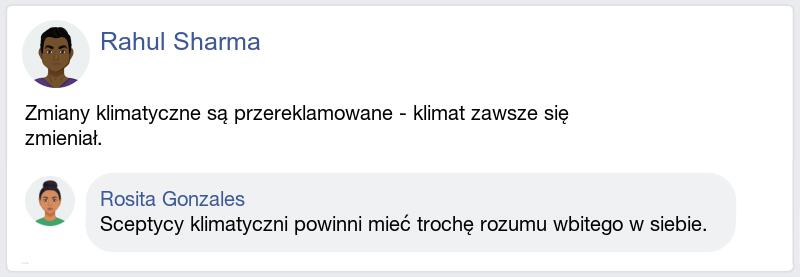 Rahul Sharma
Zmiany klimatyczne są przereklamowane - klimat zawsze się
zmieniał.
Rosita Gonzales
Sceptycy klimatyczni powinni mieć trochę rozumu wbitego w siebie.